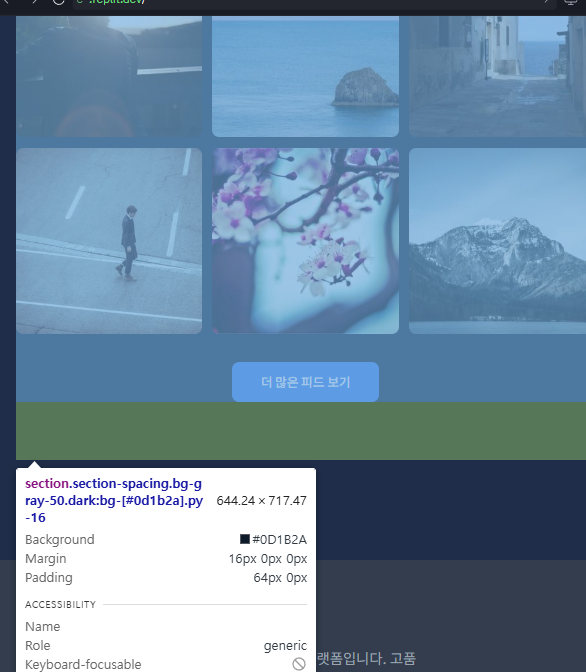 .replit.dev/
더 많은 피드 보기
section.section-spacing.bg-g
ray-50.dark:bg-[#0d1b2a].py
-16
644.24 × 717.47
Background #0D1B2A
Margin 16px 0px 0px
Padding 64px 0px
ACCESSIBILITY
Name
Role generic
Keyboard-focusable
랫폼입니다. 고품